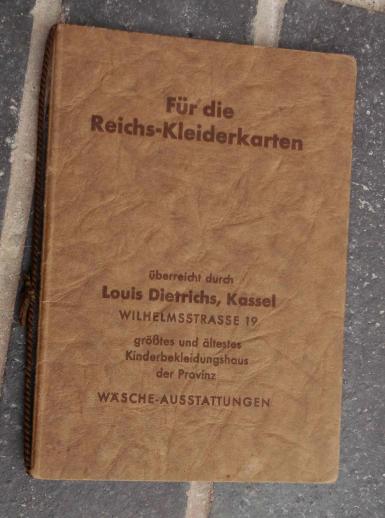 Für die
Reichs-Kleiderkarten
überreicht durch
Louis Dietrichs, Kassel
WILHELMSSTRASSE 19
größtes und ältestes
Kinderbekleidungshaus
der Provinz
WÄSCHE-AUSSTATTUNGEN